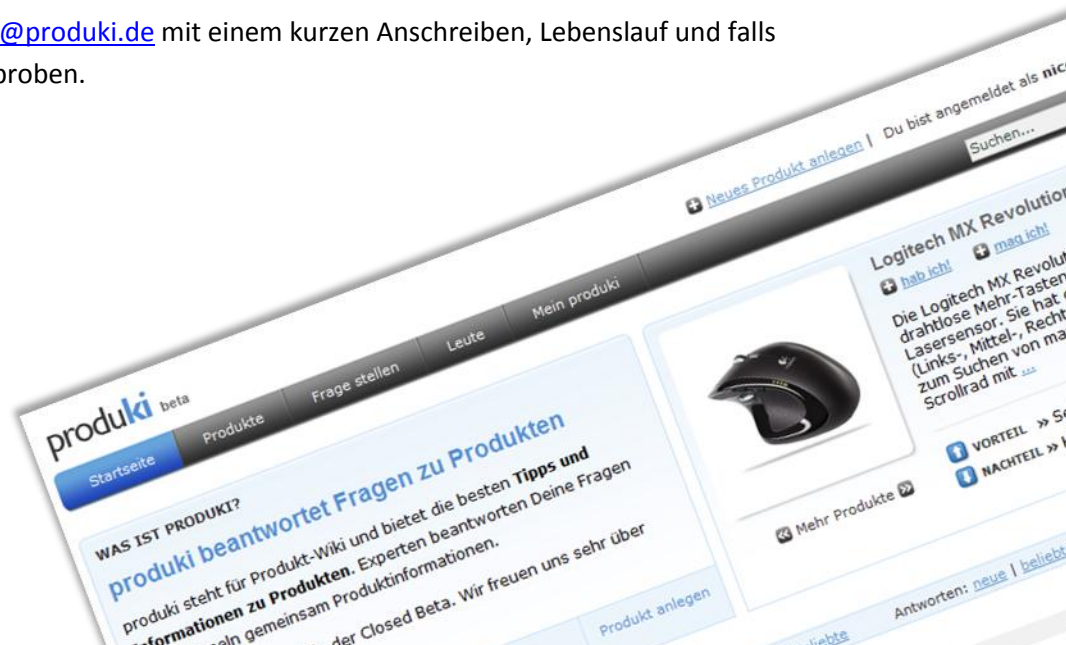 @produki.de mit einem kurzen Anschreiben, Lebenslauf und falls
proben.
Neues Produkt anlegen | Du bist angemeldet als nic
Suchen...
produki beta
Startseite Produkte Frage stellen Leute Mein produki
WAS IST PRODUKI?
produki beantwortet Fragen zu Produkten
produki steht für Produkt-Wiki und bietet die besten Tipps und
Informationen zu Produkten. Experten beantworten Deine Fragen
gemeinsam Produktinformationen.
der Closed Beta. Wir freuen uns sehr über
Produkt anlegen
Logitech MX Revolution
hab ich! mag ich!
Die Logitech MX Revolut
drahtlose Mehr-Tasten
Lasersensor. Sie hat
(Links-, Mittel-, Recht
zum Suchen von ma
Scrollrad mit ...
VORTEIL »
NACHTEIL »
Mehr Produkte
Antworten: neue | beliebt